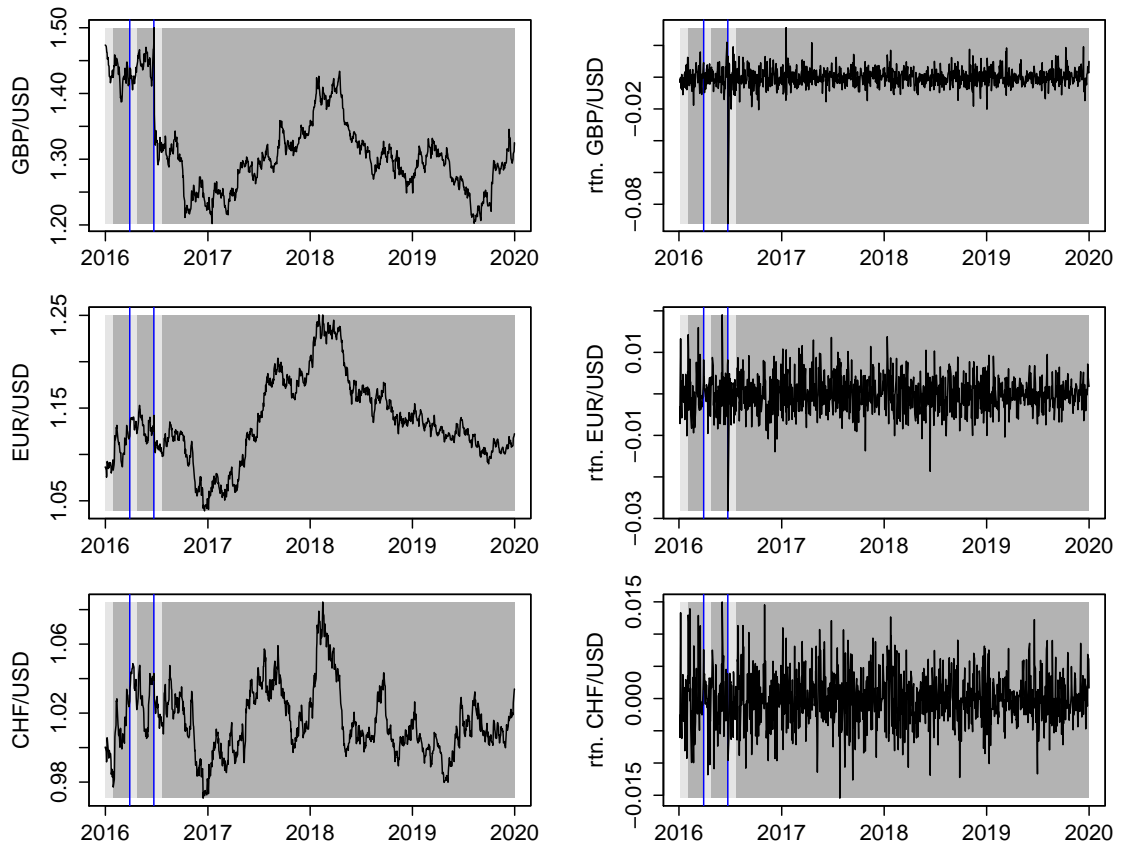 GBP/USD
1.20 1.30 1.40 1.50
2016 2017 2018 2019 2020
rtn. GBP/USD
−0.08 −0.02
2016 2017 2018 2019 2020
EUR/USD
1.05 1.15 1.25
2016 2017 2018 2019 2020
rtn. EUR/USD
−0.03 −0.01 0.01
2016 2017 2018 2019 2020
CHF/USD
0.98 1.02 1.06
2016 2017 2018 2019 2020
rtn. CHF/USD
−0.015 0.000 0.015
2016 2017 2018 2019 2020